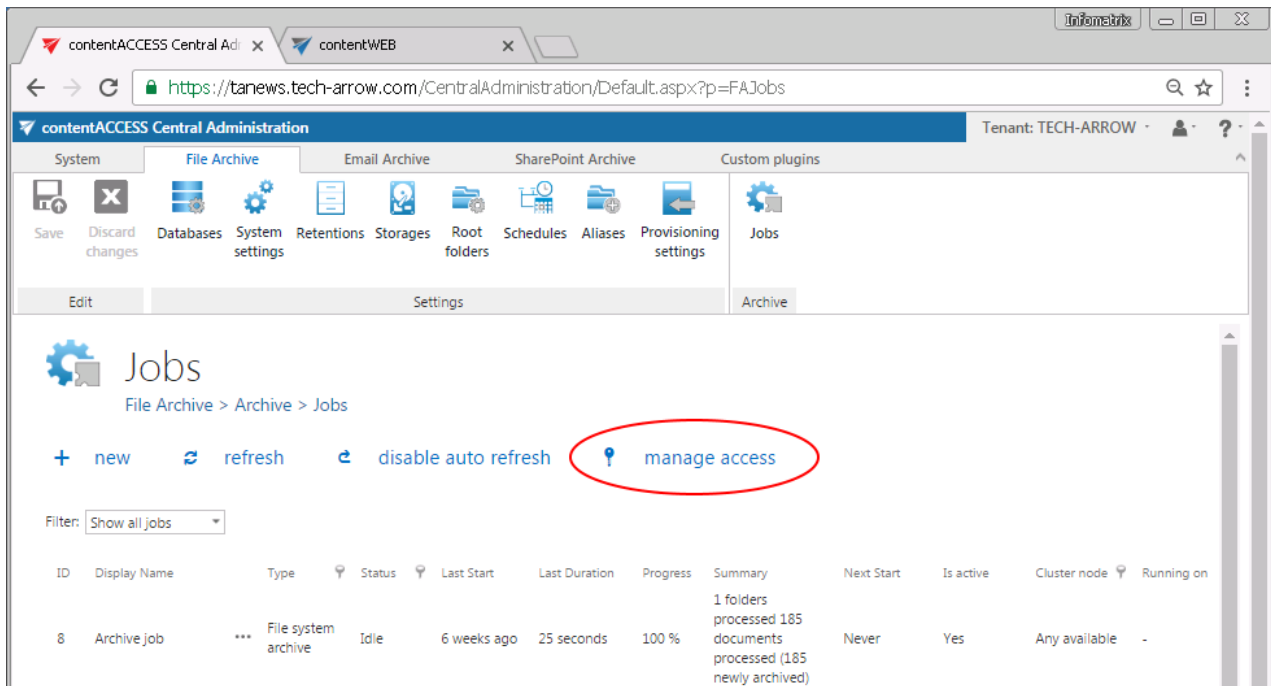 Infomatrix
contentACCESS Central Adr
contentWEB
https://tanews.tech-arrow.com/CentralAdministration/Default.aspx?p=FAJobs
contentACCESS Central Administration
Tenant: TECH-ARROW
?
System File Archive Email Archive SharePoint Archive Custom plugins
Save Discard changes Databases System settings Retentions Storages Root folders Schedules Aliases Provisioning settings Jobs
Edit Settings Archive
Jobs
File Archive > Archive > Jobs
+ new refresh disable auto refresh manage access
Filter: Show all jobs
ID Display Name Type Status Last Start Last Duration Progress Summary Next Start Is active Cluster node Running on
8 Archive job ••• File system archive Idle 6 weeks ago 25 seconds 100 % 1 folders processed 185 documents processed (185 newly archived) Never Yes Any available -